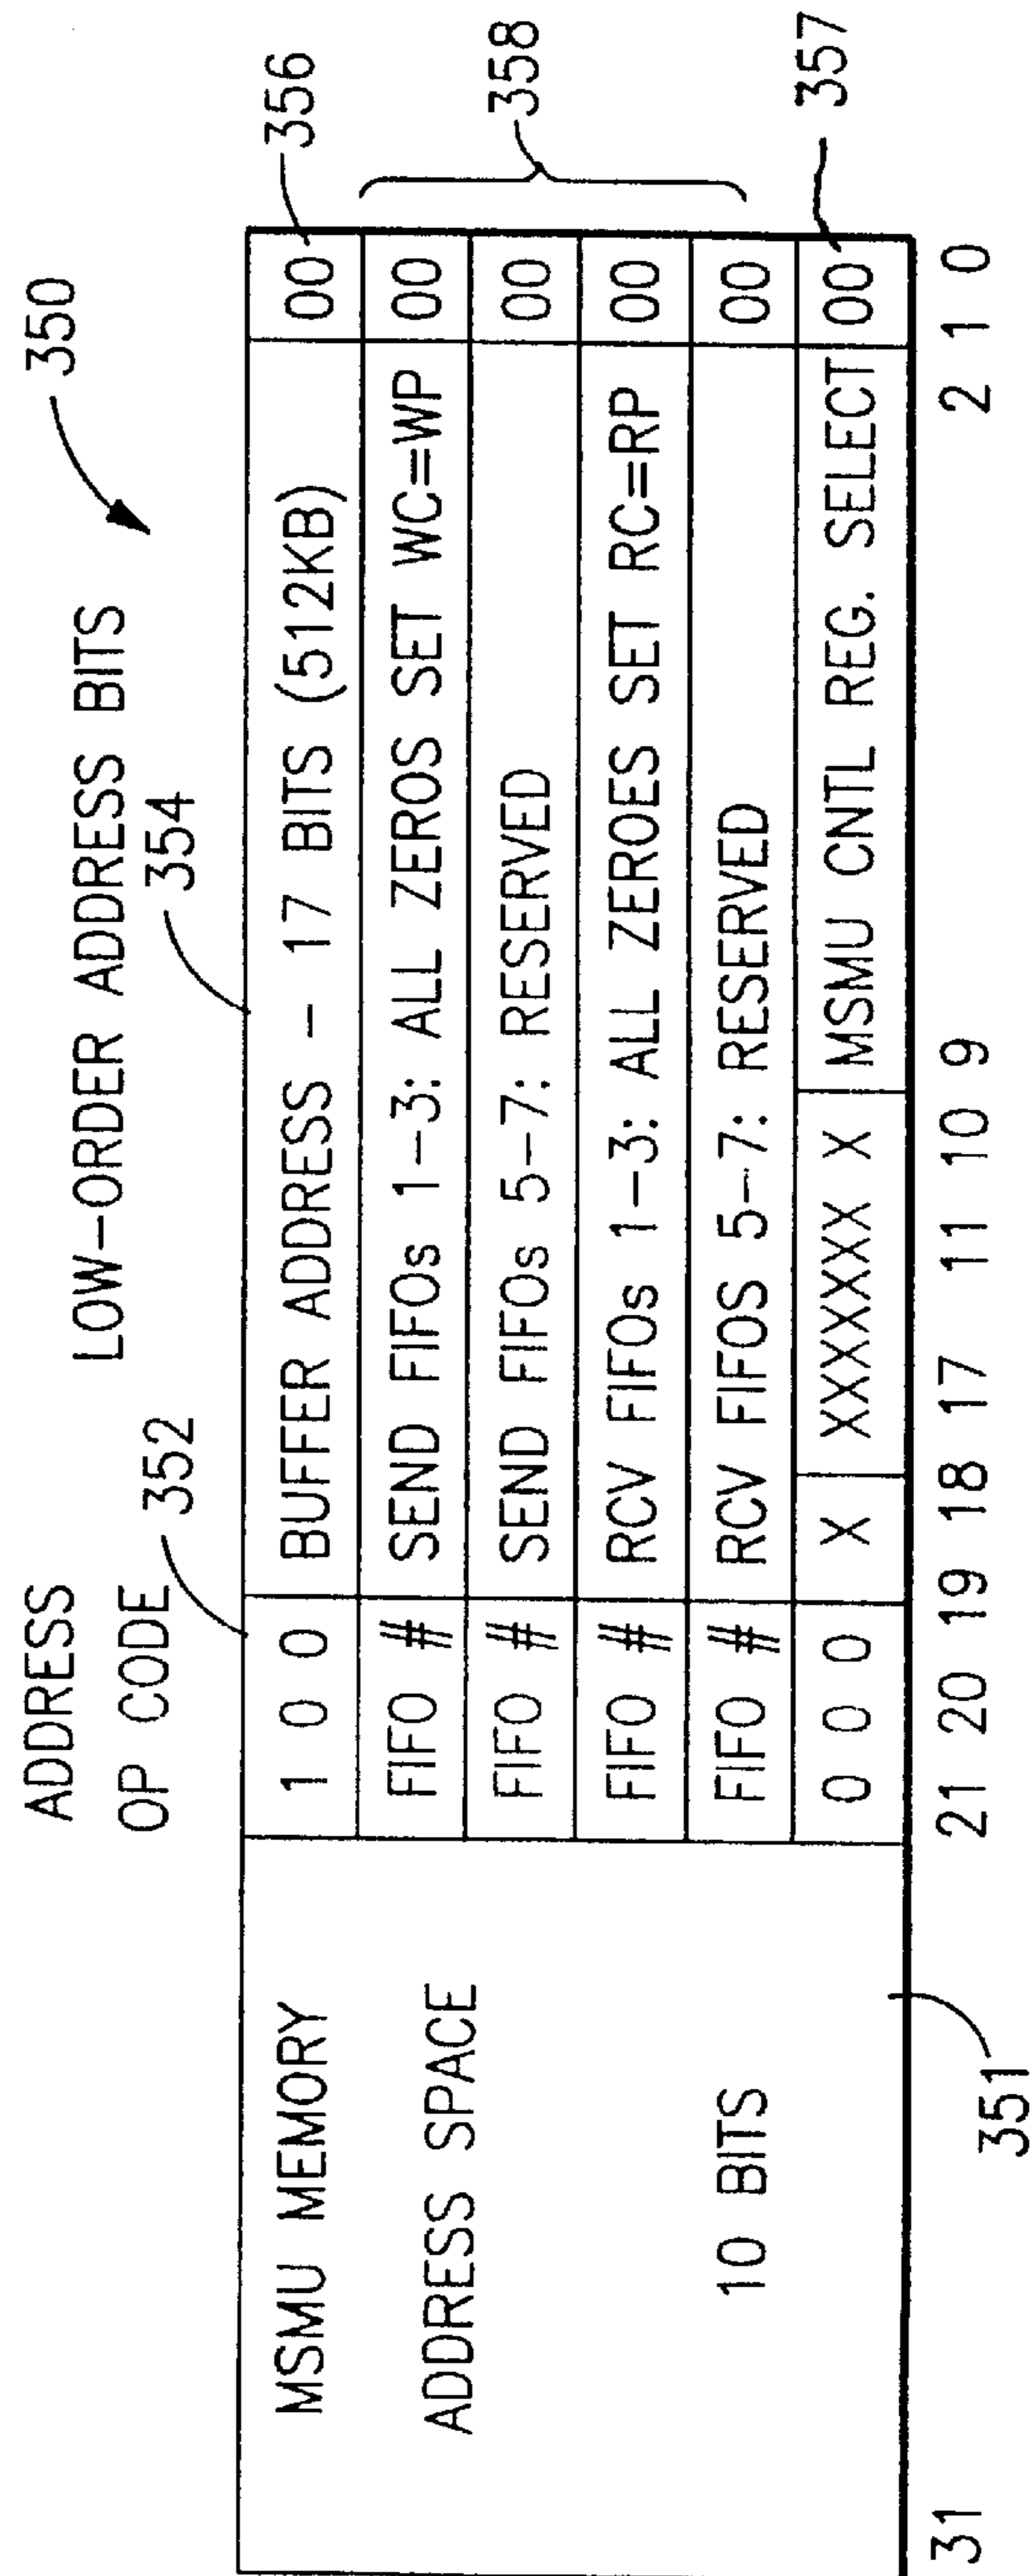 350
ADDRESS
OP CODE
LOW-ORDER ADDRESS BITS
352
354
356
MSMU MEMORY
ADDRESS SPACE
10 BITS
1 0 0 BUFFER ADDRESS - 17 BITS (512KB) 00
FIFO # SEND FIFOs 1-3: ALL ZEROS SET WC=WP 00
FIFO # SEND FIFOs 5-7: RESERVED 00
FIFO # RCV FIFOs 1-3: ALL ZEROES SET RC=RP 00
FIFO # RCV FIFOS 5-7: RESERVED 00
0 0 0 X XXXXXXX X MSMU CNTL REG. SELECT 00
358
357
31 21 20 19 18 17 11 10 9 2 1 0
351